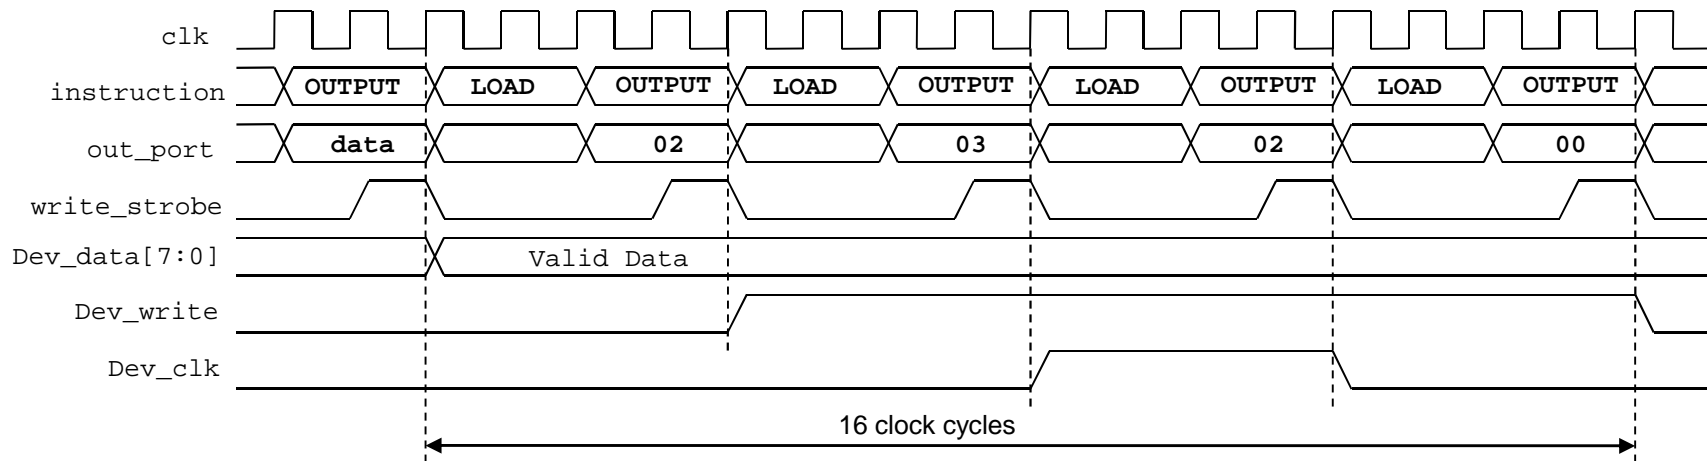 clk
instruction OUTPUT LOAD OUTPUT LOAD OUTPUT LOAD OUTPUT LOAD OUTPUT
out_port data 02 03 02 00
write_strobe
Dev_data[7:0] Valid Data
Dev_write
Dev_clk
16 clock cycles